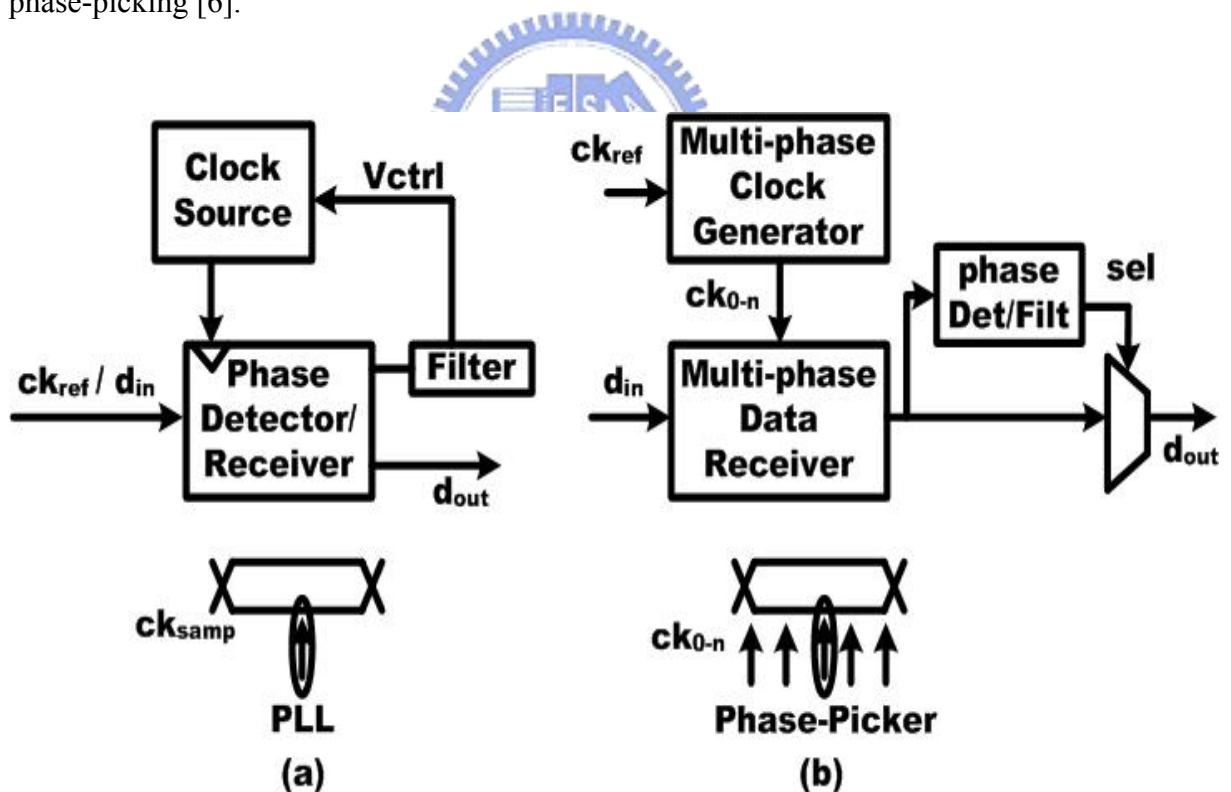 phase-picking [6].
Clock
Source
Vctrl
ck_ref / d_in
Phase
Detector/
Receiver
Filter
d_out
ck_samp
PLL
(a)
ck_ref
Multi-phase
Clock
Generator
ck_0-n
d_in
Multi-phase
Data
Receiver
phase
Det/Filt
sel
d_out
ck_0-n
Phase-Picker
(b)